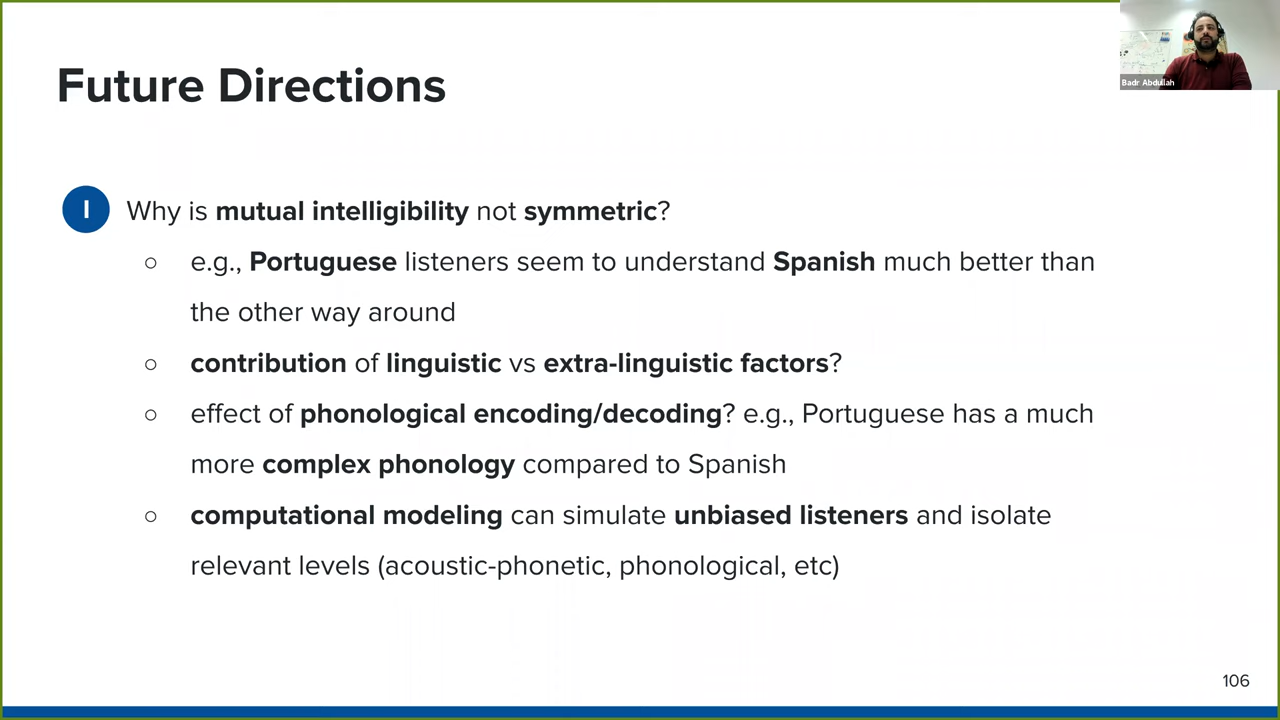 Future Directions
Badr Abdullah
I Why is mutual intelligibility not symmetric?
○ e.g., Portuguese listeners seem to understand Spanish much better than
the other way around
○ contribution of linguistic vs extra-linguistic factors?
○ effect of phonological encoding/decoding? e.g., Portuguese has a much
more complex phonology compared to Spanish
○ computational modeling can simulate unbiased listeners and isolate
relevant levels (acoustic-phonetic, phonological, etc)
106